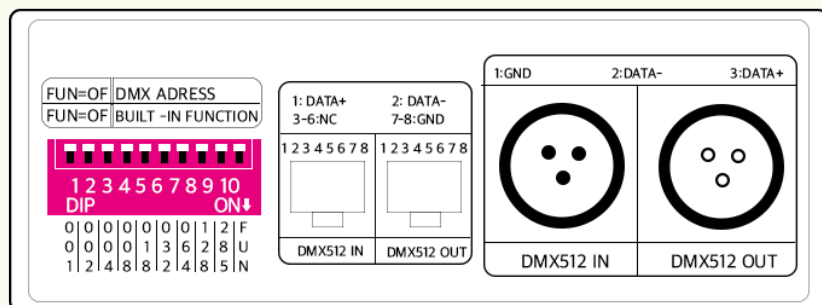 FUN=OF DMX ADRESS
FUN=OF BUILT -IN FUNCTION
1 2 3 4 5 6 7 8 9 10
DIP ON⬇
0 0 0 0 0 0 0 1 2 F
0 0 0 0 1 3 6 2 8 U
1 2 4 8 8 2 4 8 5 N
1: DATA+ 2: DATA-
3-6:NC 7-8:GND
1 2 3 4 5 6 7 8 1 2 3 4 5 6 7 8
DMX512 IN DMX512 OUT
1:GND 2:DATA- 3:DATA+
DMX512 IN DMX512 OUT